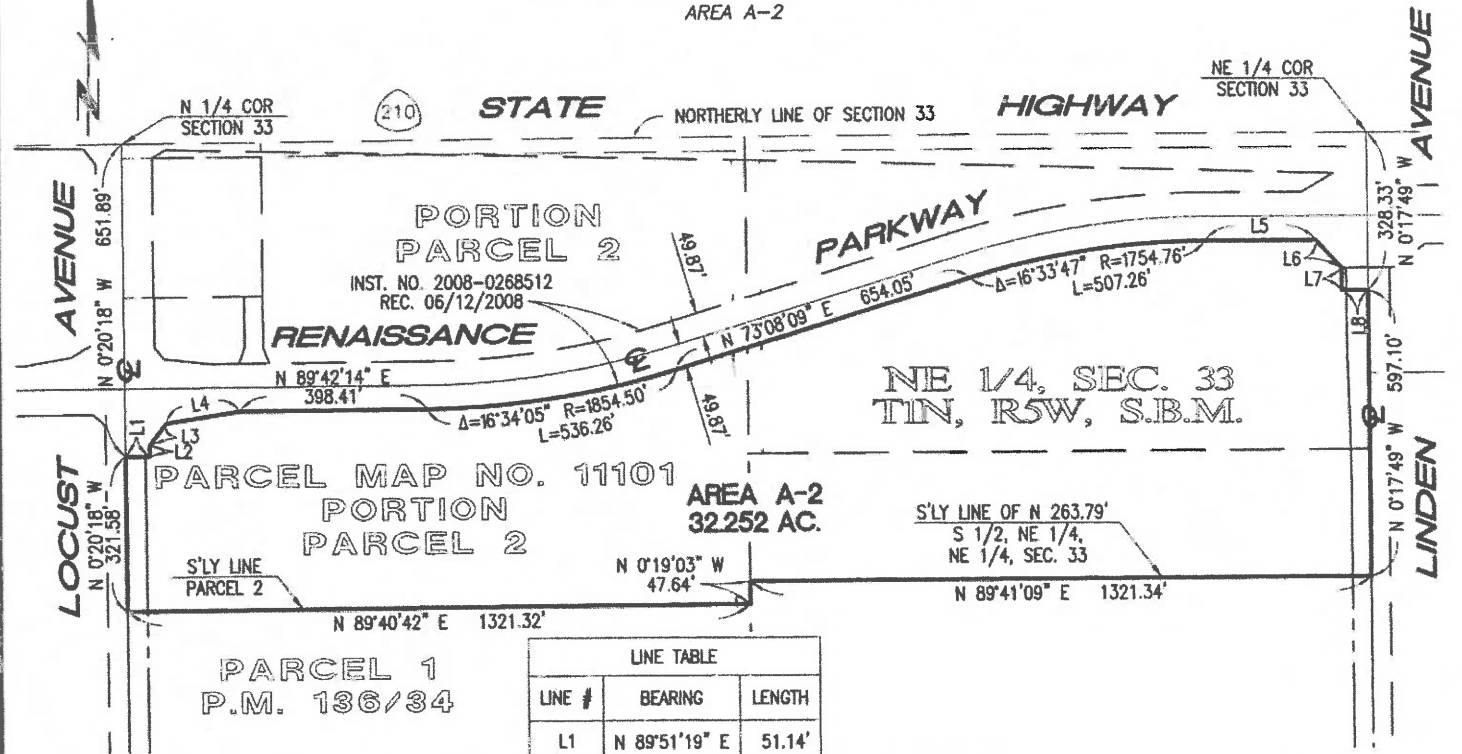 AREA A-2
N 1/4 COR
SECTION 33
210
STATE
HIGHWAY
NORTHERLY LINE OF SECTION 33
NE 1/4 COR
SECTION 33
AVENUE
AVENUE
651.89'
N 0°20'18" W
328.33'
N 0°17'49" W
PORTION
PARCEL 2
INST. NO. 2008-0268512
REC. 06/12/2008
49.87'
PARKWAY
RENAISSANCE
L5
L6
L7
L8
Δ=16°33'47" R=1754.76'
L=507.26'
N 73°08'09" E 654.05'
N 89°42'14" E
398.41'
Δ=16°34'05" R=1854.50'
L=536.26'
49.87'
L1
L4
L3
L2
NE 1/4, SEC. 33
T1N, R5W, S.B.M.
597.10'
N 0°17'49" W
LINDEN
LOCUST
N 0°20'18" W
321.58'
PARCEL MAP NO. 11101
PORTION
PARCEL 2
AREA A-2
32.252 AC.
S'LY LINE OF N 263.79'
S 1/2, NE 1/4,
NE 1/4, SEC. 33
S'LY LINE
PARCEL 2
N 0°19'03" W
47.64'
N 89°41'09" E 1321.34'
N 89°40'42" E 1321.32'
PARCEL 1
P.M. 136/34
LINE TABLE
LINE # BEARING LENGTH
L1 N 89°51'19" E 51.14'